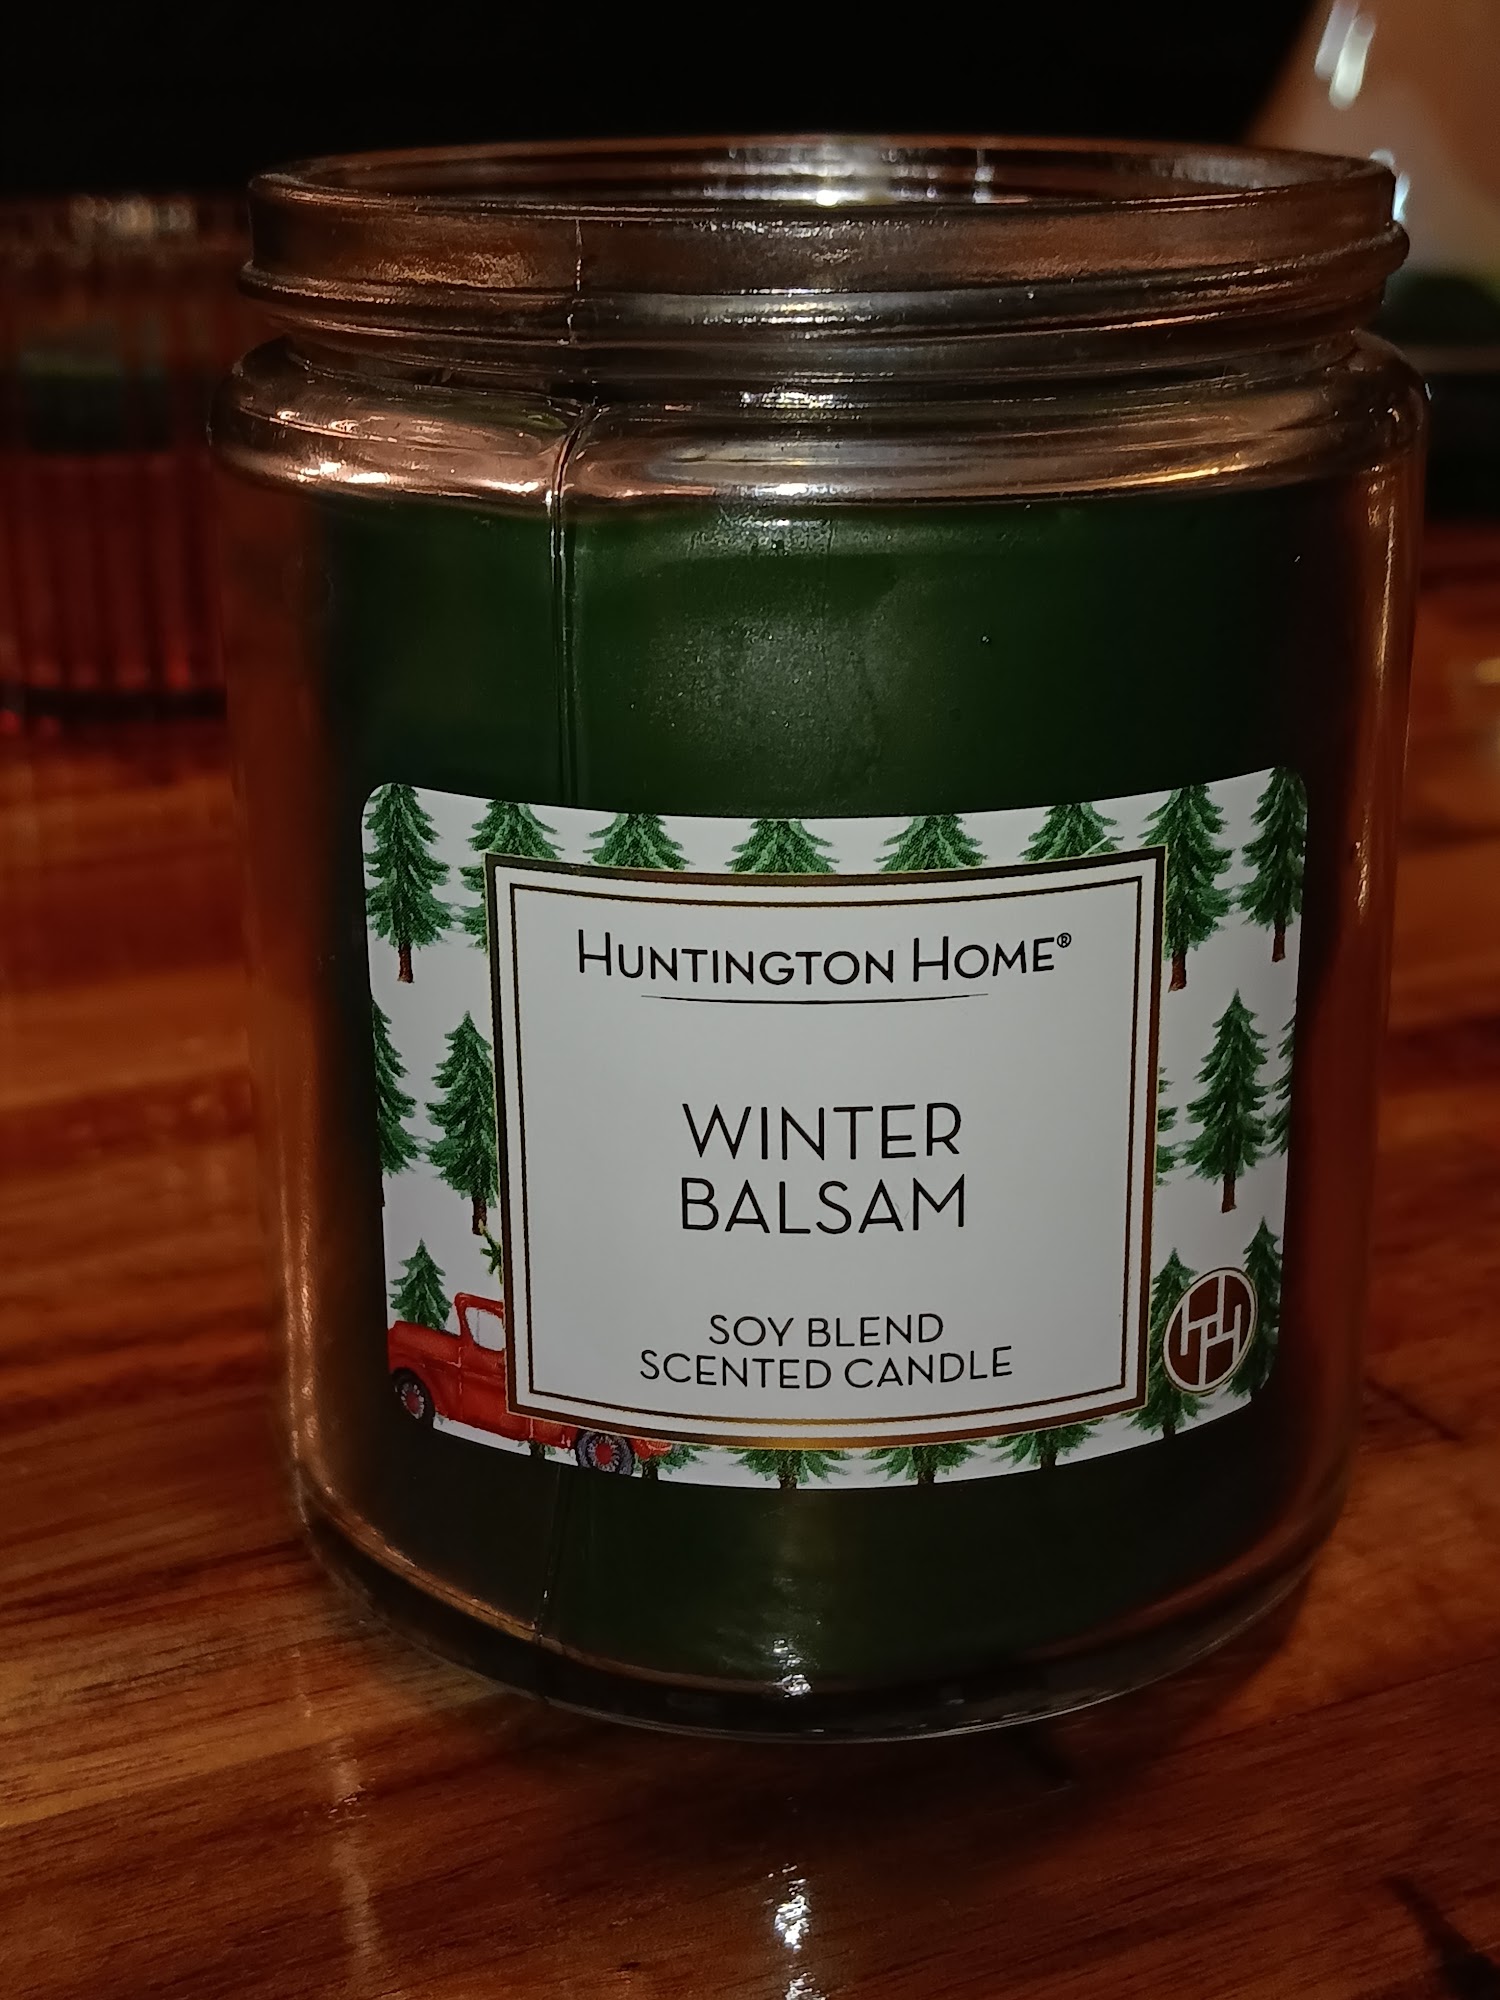 HUNTINGTON HOME®
WINTER
BALSAM
SOY BLEND
SCENTED CANDLE